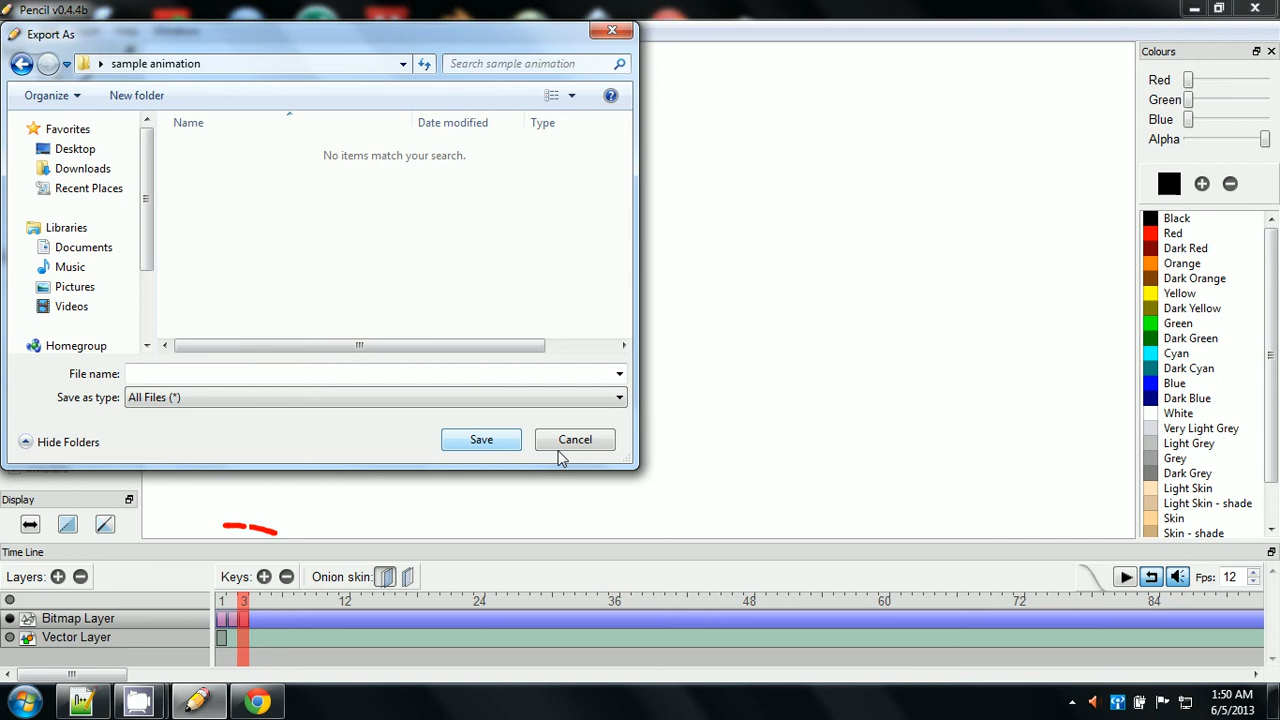 Pencil v0.4.4b
Export As
sample animation
Search sample animation
Organize
New folder
Favorites
Desktop
Downloads
Recent Places
Libraries
Documents
Music
Pictures
Videos
Homegroup
Name
Date modified
Type
No items match your search.
File name:
Save as type: All Files (*)
Hide Folders
Save
Cancel
Colours
Red
Green
Blue
Alpha
Black
Red
Dark Red
Orange
Dark Orange
Yellow
Dark Yellow
Green
Dark Green
Cyan
Dark Cyan
Blue
Dark Blue
White
Very Light Grey
Light Grey
Grey
Dark Grey
Light Skin
Light Skin - shade
Skin
Skin - shade
Display
Time Line
Layers:
Keys:
Onion skin:
Fps: 12
1 3 12 24 36 48 60 72 84
Bitmap Layer
Vector Layer
1:50 AM
6/5/2013